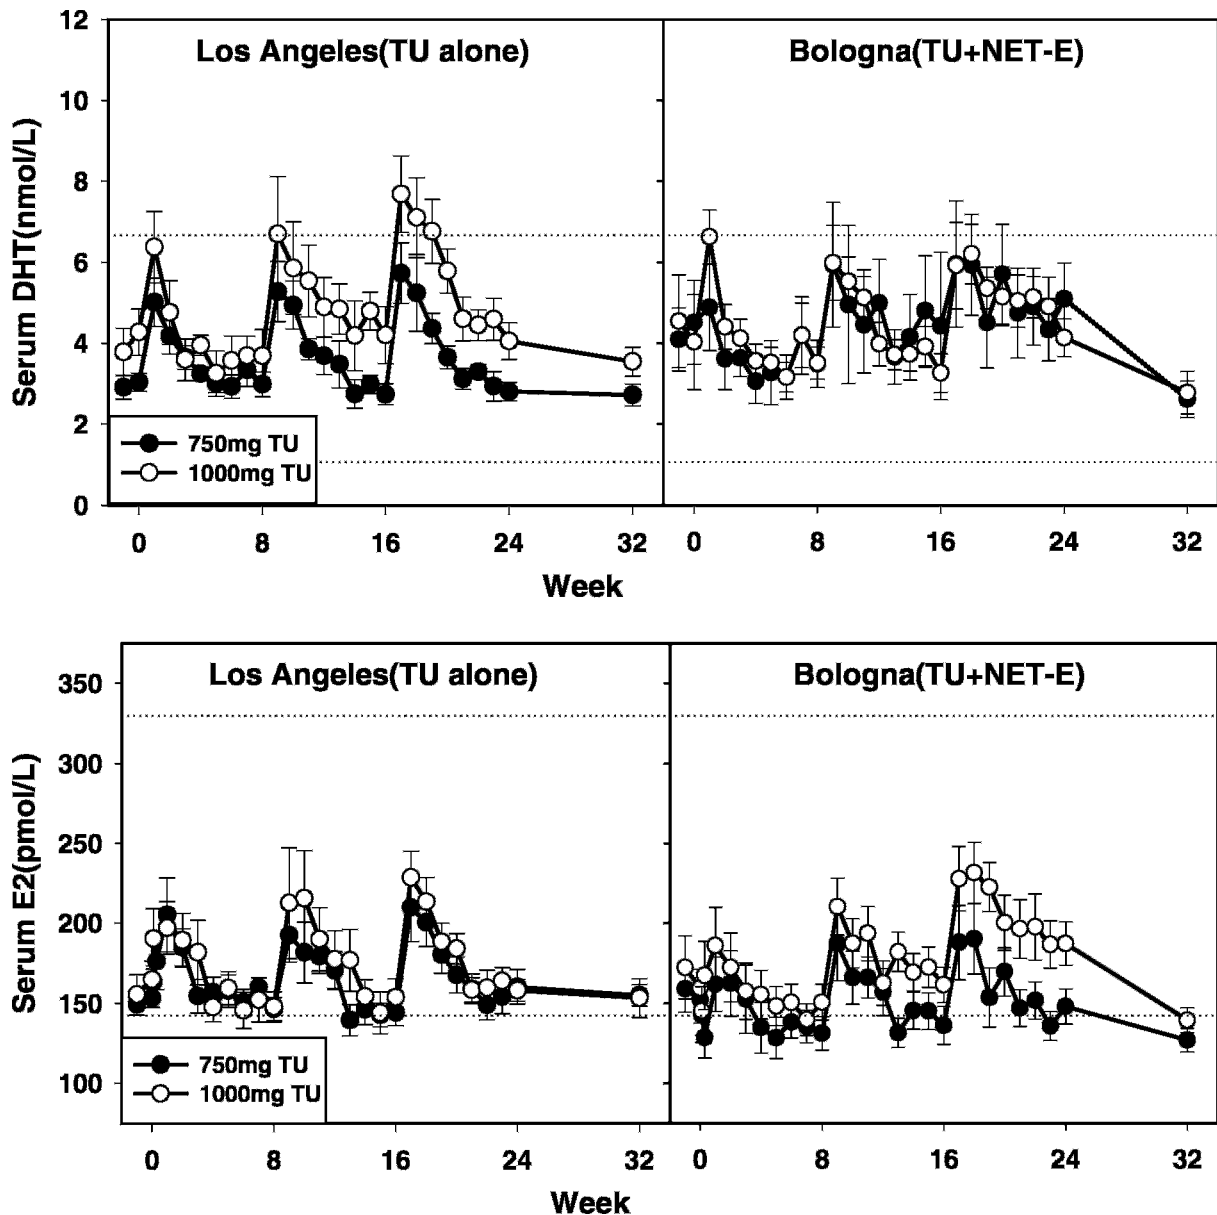 Los Angeles(TU alone)
Bologna(TU+NET-E)
Serum DHT(nmol/L)
12
10
8
6
4
2
0
750mg TU
1000mg TU
0 8 16 24 32
0 8 16 24 32
Week
Los Angeles(TU alone)
Bologna(TU+NET-E)
Serum E2(pmol/L)
350
300
250
200
150
100
750mg TU
1000mg TU
0 8 16 24 32
0 8 16 24 32
Week